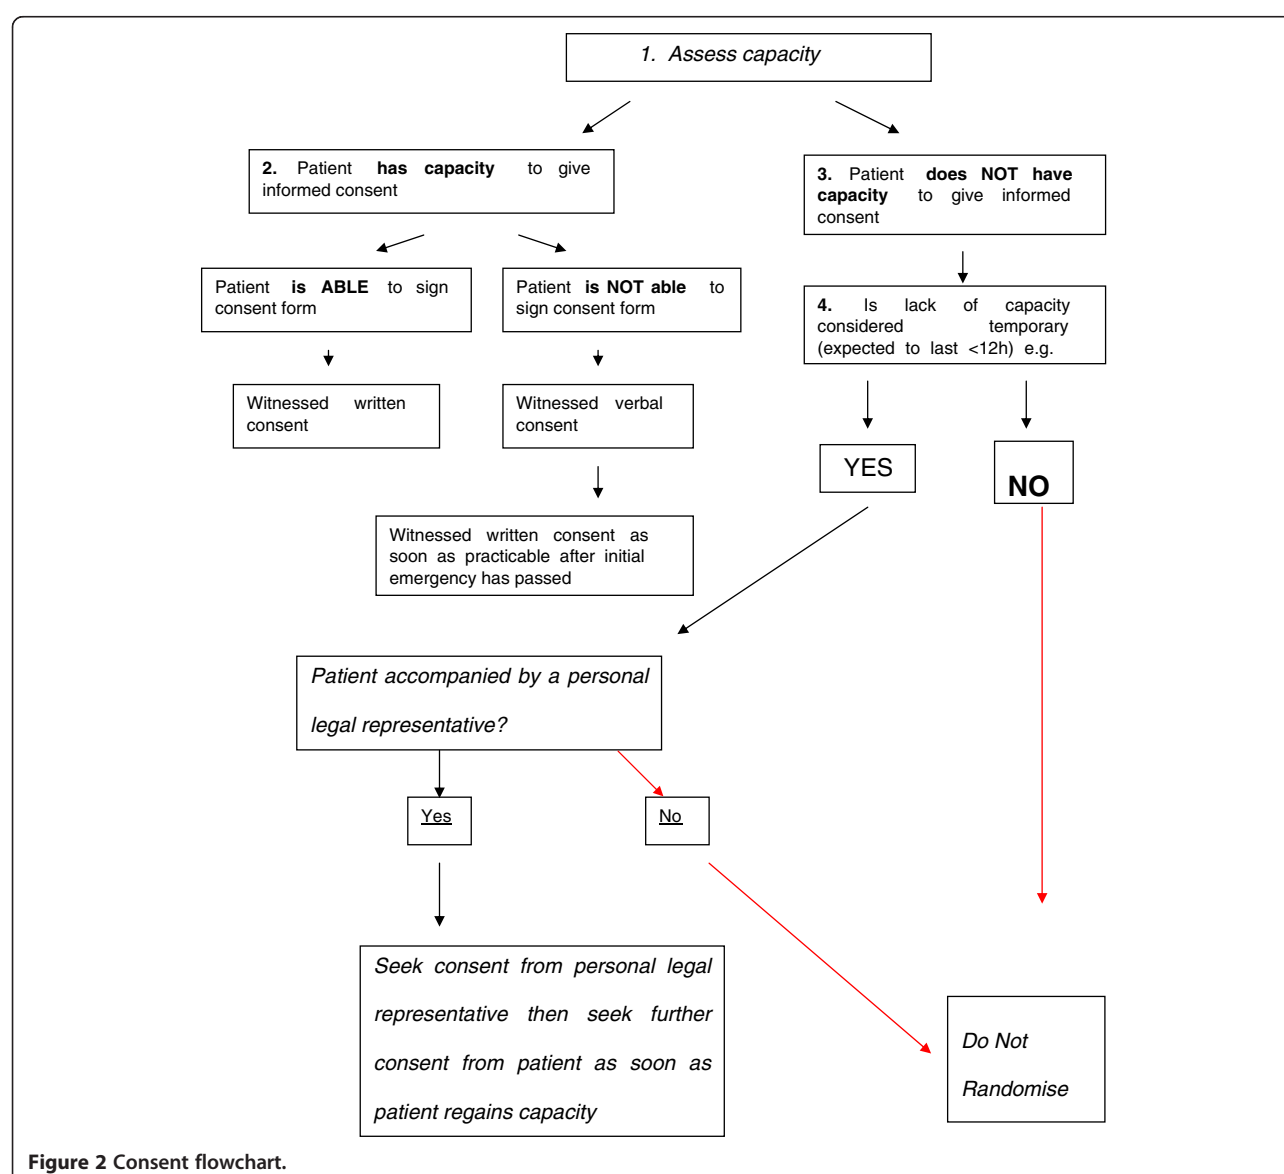 1. Assess capacity
2. Patient has capacity to give
informed consent
3. Patient does NOT have
capacity to give informed
consent
Patient is ABLE to sign
consent form
Patient is NOT able to
sign consent form
4. Is lack of capacity
considered temporary
(expected to last <12h) e.g.
Witnessed written
consent
Witnessed verbal
consent
YES
NO
Witnessed written consent as
soon as practicable after initial
emergency has passed
Patient accompanied by a personal
legal representative?
Yes
No
Seek consent from personal legal
representative then seek further
consent from patient as soon as
patient regains capacity
Do Not
Randomise
Figure 2 Consent flowchart.